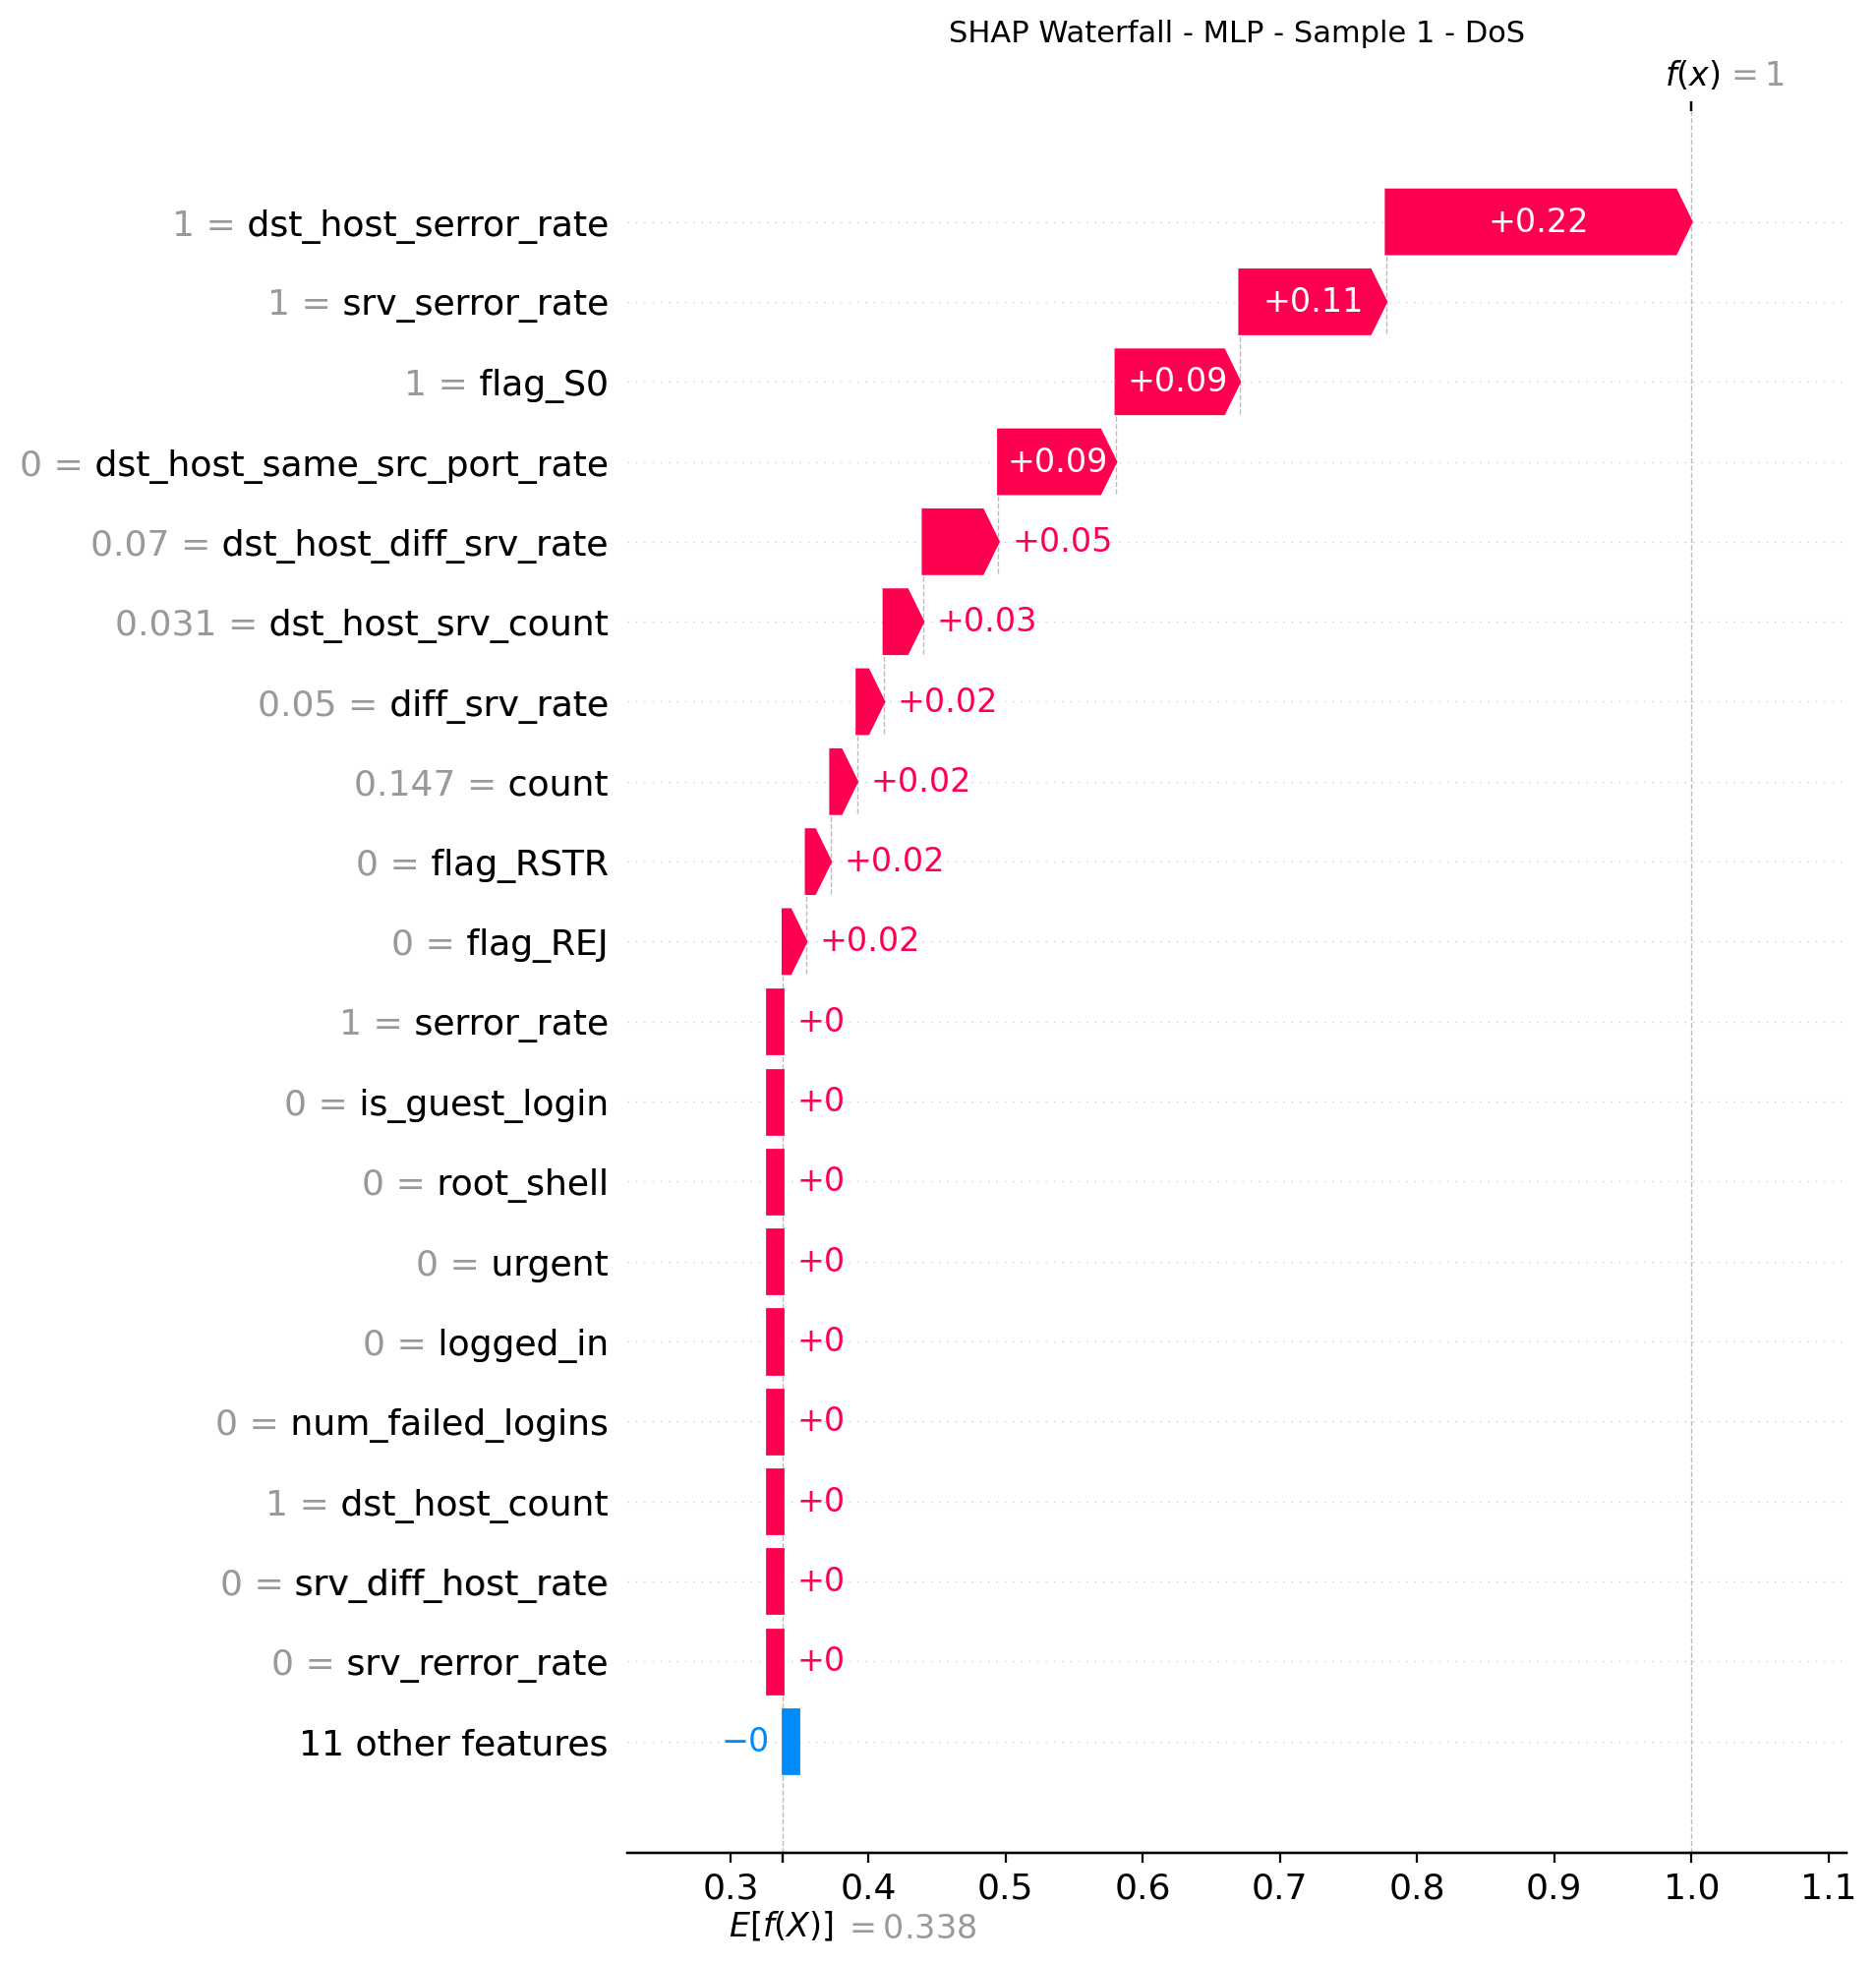 SHAP Waterfall - MLP - Sample 1 - DoS
f(x) = 1
1 = dst_host_serror_rate +0.22
1 = srv_serror_rate +0.11
1 = flag_S0 +0.09
0 = dst_host_same_src_port_rate +0.09
0.07 = dst_host_diff_srv_rate +0.05
0.031 = dst_host_srv_count +0.03
0.05 = diff_srv_rate +0.02
0.147 = count +0.02
0 = flag_RSTR +0.02
0 = flag_REJ +0.02
1 = serror_rate +0
0 = is_guest_login +0
0 = root_shell +0
0 = urgent +0
0 = logged_in +0
0 = num_failed_logins +0
1 = dst_host_count +0
0 = srv_diff_host_rate +0
0 = srv_rerror_rate +0
11 other features −0
0.3 0.4 0.5 0.6 0.7 0.8 0.9 1.0 1.1
E[f(X)] = 0.338